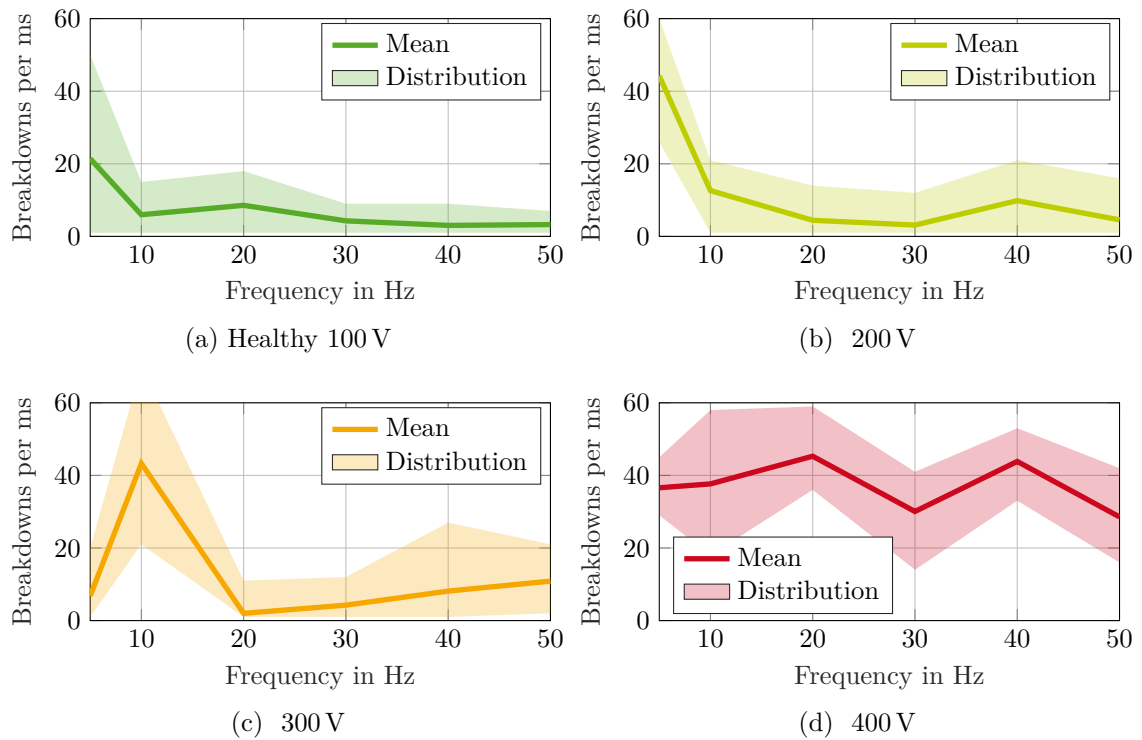 60
40
20
0
Breakdowns per ms
Mean
Distribution
10 20 30 40 50
Frequency in Hz
(a) Healthy 100 V
60
40
20
0
Breakdowns per ms
Mean
Distribution
10 20 30 40 50
Frequency in Hz
(b) 200 V
60
40
20
0
Breakdowns per ms
Mean
Distribution
10 20 30 40 50
Frequency in Hz
(c) 300 V
60
40
20
0
Breakdowns per ms
Mean
Distribution
10 20 30 40 50
Frequency in Hz
(d) 400 V